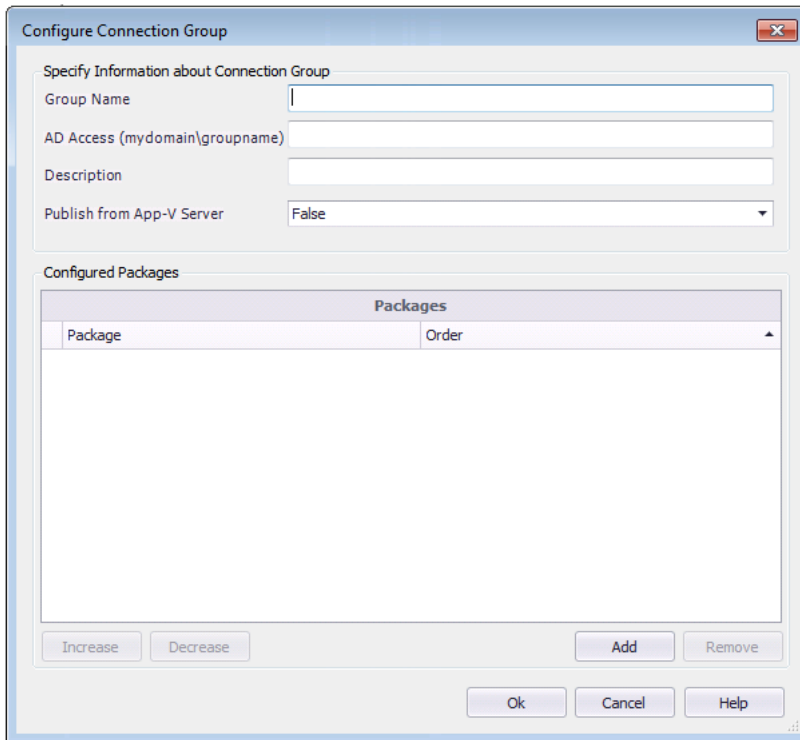 Configure Connection Group
Specify Information about Connection Group
Group Name
AD Access (mydomain\groupname)
Description
Publish from App-V Server False
Configured Packages
Packages
Package Order
Increase Decrease Add Remove
Ok Cancel Help